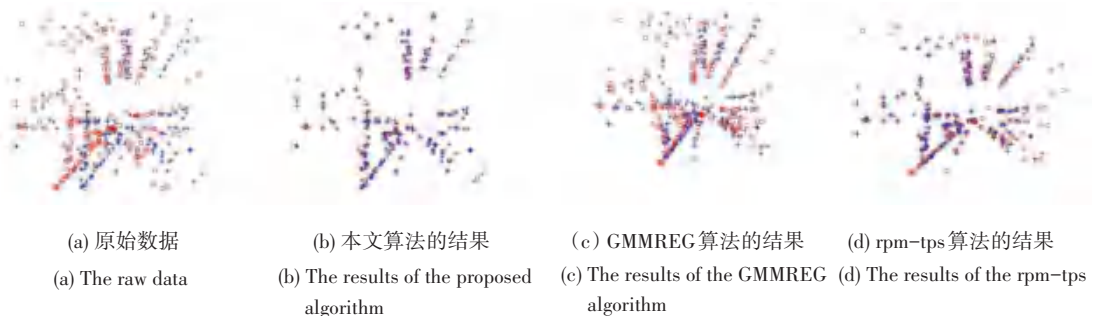 (a) 原始数据
(b) 本文算法的结果
(c) GMMREG算法的结果
(d) rpm-tps算法的结果
(a) The raw data
(b) The results of the proposed
algorithm
(c) The results of the GMMREG
algorithm
(d) The results of the rpm-tps